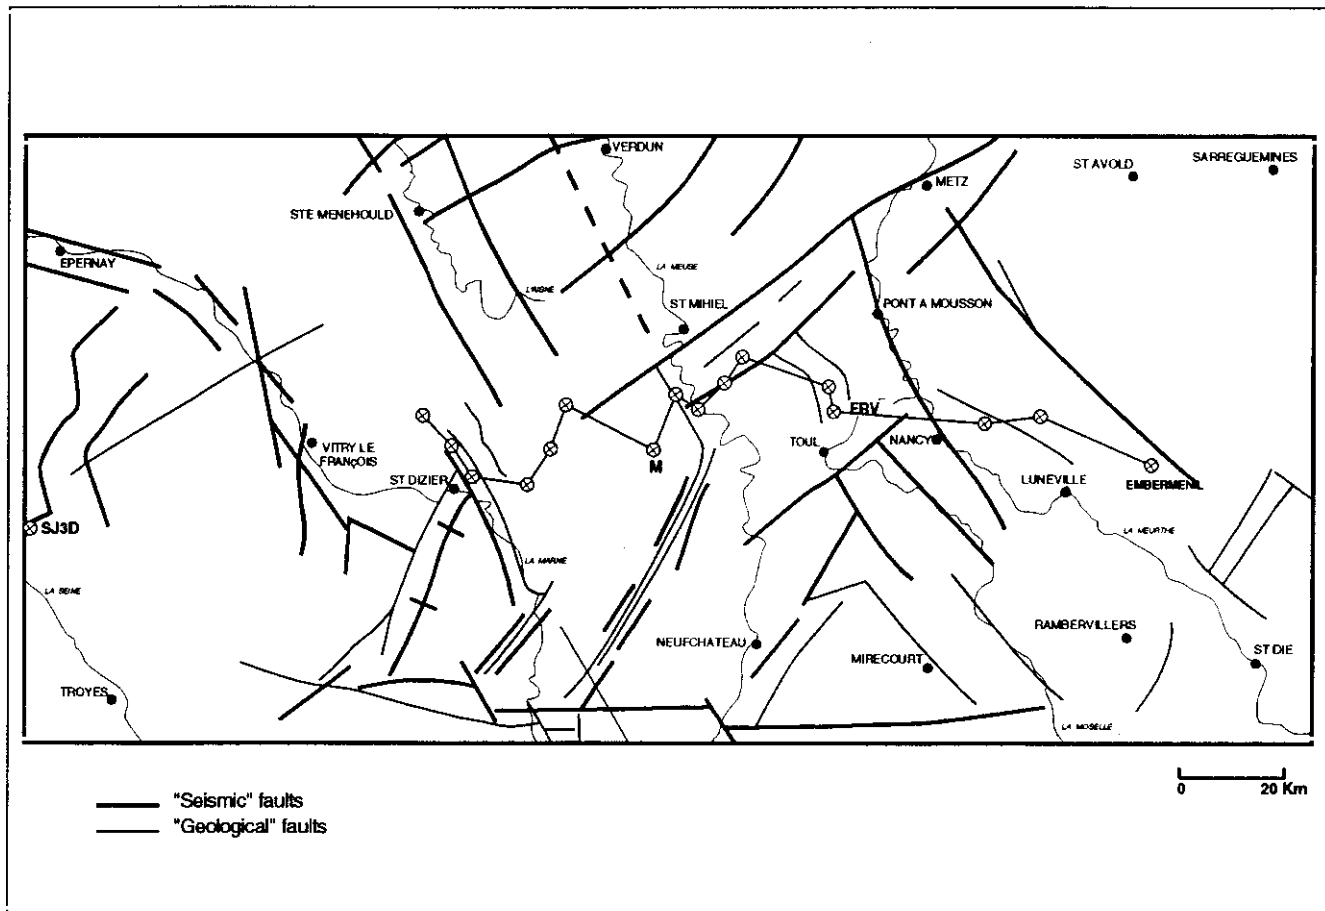 VERDUN
ST AVOLD
SARREGUEMINES
METZ
STE MENEHOULD
EPERNAY
LA MEUSE
L'AISNE
ST MIHIEL
PONT A MOUSSON
VITRY LE
FRANÇOIS
ST DIZIER
M
ERV
TOUL
NANCY
LUNEVILLE
EMBERMENIL
SJ3D
LA MARNE
LA MEURTHE
LA SEINE
NEUFCHATEAU
MIRECOURT
RAMBERVILLERS
ST DIE
TROYES
LA MOSELLE
"Seismic" faults
"Geological" faults
0 20 Km